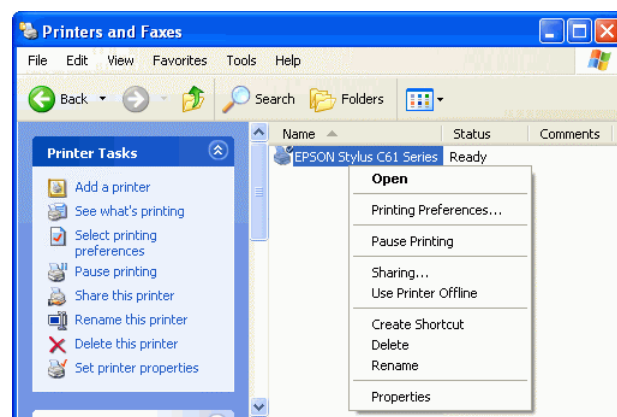 Printers and Faxes
File Edit View Favorites Tools Help
Back Search Folders
Name Status Comments
Printer Tasks
EPSON Stylus C61 Series Ready
Add a printer
See what's printing
Select printing
preferences
Pause printing
Share this printer
Rename this printer
Delete this printer
Set printer properties
Open
Printing Preferences...
Pause Printing
Sharing...
Use Printer Offline
Create Shortcut
Delete
Rename
Properties